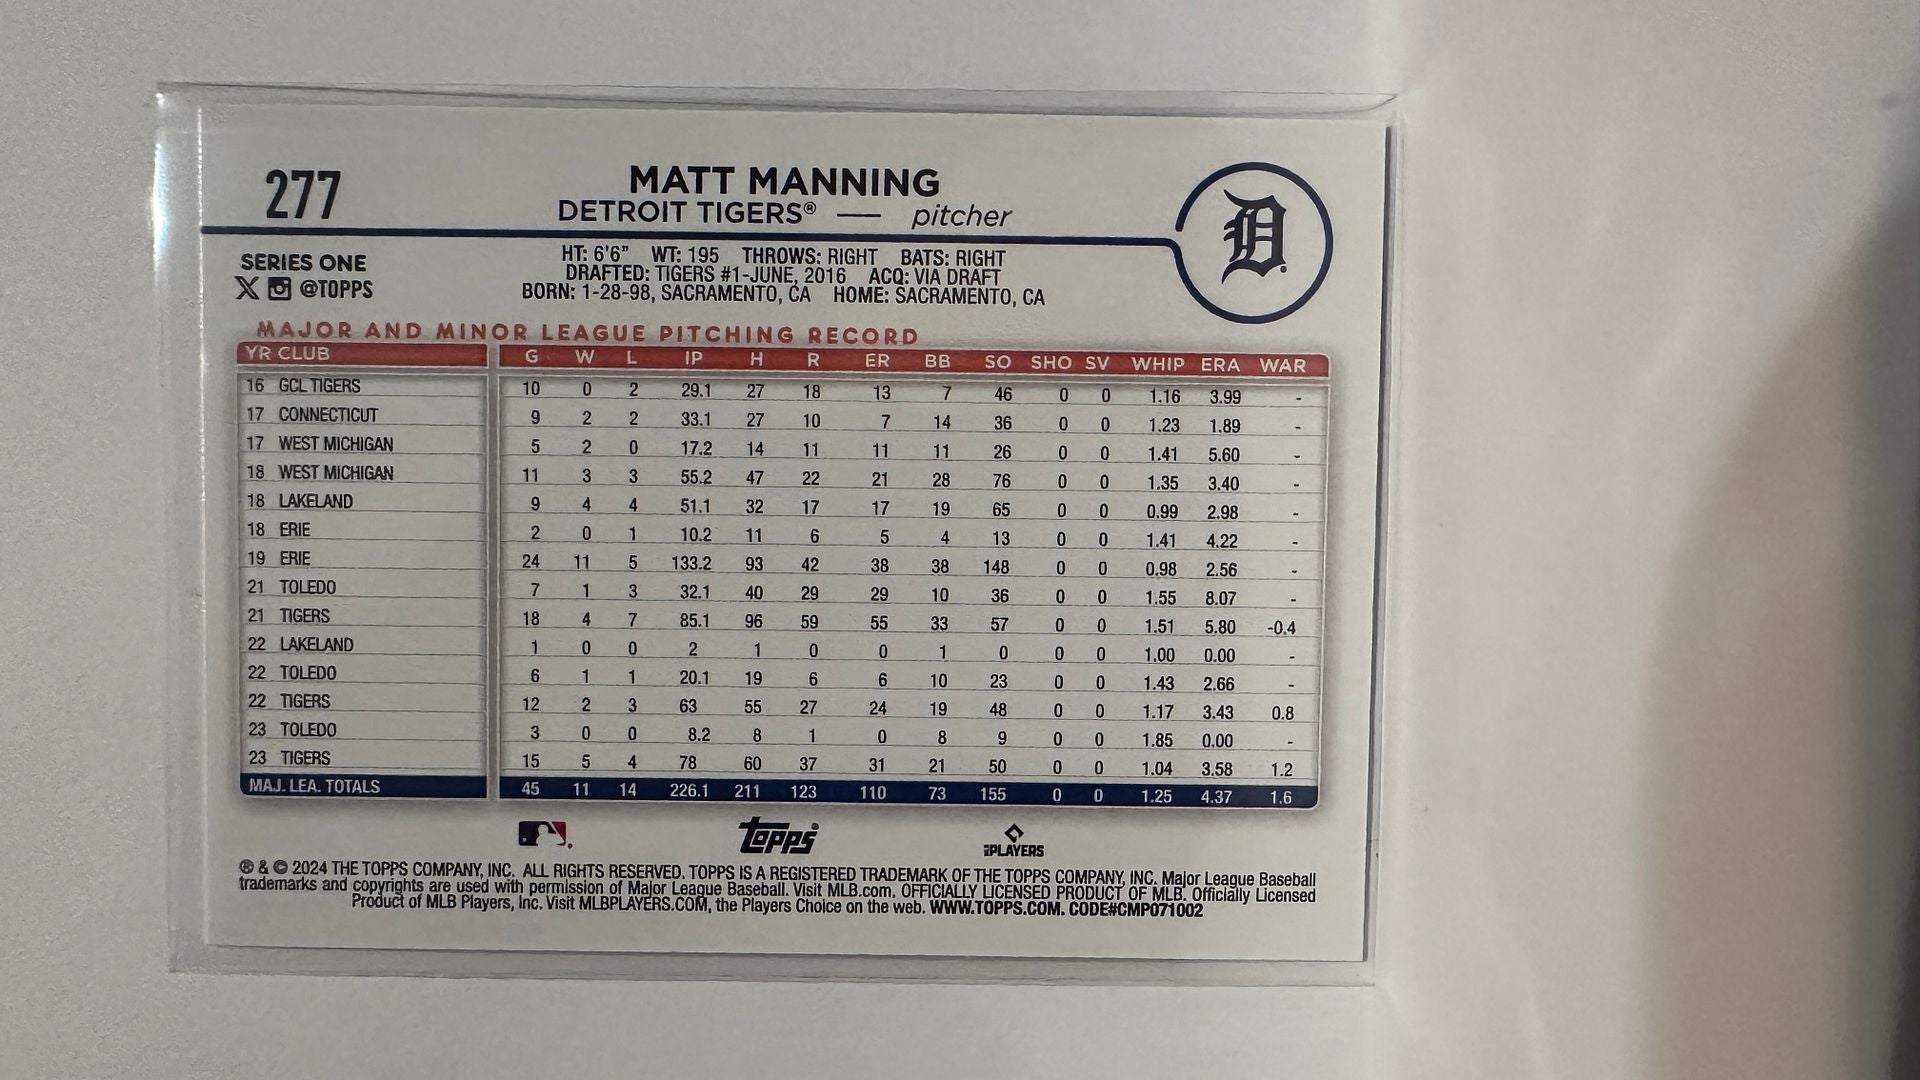 277
MATT MANNING
DETROIT TIGERS® — pitcher
D
SERIES ONE
X @TOPPS
HT: 6'6" WT: 195 THROWS: RIGHT BATS: RIGHT
DRAFTED: TIGERS #1-JUNE, 2016 ACQ: VIA DRAFT
BORN: 1-28-98, SACRAMENTO, CA HOME: SACRAMENTO, CA
MAJOR AND MINOR LEAGUE PITCHING RECORD
YR CLUB G W L IP H R ER BB SO SHO SV WHIP ERA WAR
16 GCL TIGERS 10 0 2 29.1 27 18 13 7 46 0 0 1.16 3.99 -
17 CONNECTICUT 9 2 2 33.1 27 10 7 14 36 0 0 1.23 1.89 -
17 WEST MICHIGAN 5 2 0 17.2 14 11 11 11 26 0 0 1.41 5.60 -
18 WEST MICHIGAN 11 3 3 55.2 47 22 21 28 76 0 0 1.35 3.40 -
18 LAKELAND 9 4 4 51.1 32 17 17 19 65 0 0 0.99 2.98 -
18 ERIE 2 0 1 10.2 11 6 5 4 13 0 0 1.41 4.22 -
19 ERIE 24 11 5 133.2 93 42 38 38 148 0 0 0.98 2.56 -
21 TOLEDO 7 1 3 32.1 40 29 29 10 36 0 0 1.55 8.07 -
21 TIGERS 18 4 7 85.1 96 59 55 33 57 0 0 1.51 5.80 -0.4
22 LAKELAND 1 0 0 2 1 0 0 1 0 0 0 1.00 0.00 -
22 TOLEDO 6 1 1 20.1 19 6 6 10 23 0 0 1.43 2.66 -
22 TIGERS 12 2 3 63 55 27 24 19 48 0 0 1.17 3.43 0.8
23 TOLEDO 3 0 0 8.2 8 1 0 8 9 0 0 1.85 0.00 -
23 TIGERS 15 5 4 78 60 37 31 21 50 0 0 1.04 3.58 1.2
MAJ. LEA. TOTALS 45 11 14 226.1 211 123 110 73 155 0 0 1.25 4.37 1.6
topps®
PLAYERS
® & © 2024 THE TOPPS COMPANY, INC. ALL RIGHTS RESERVED. TOPPS IS A REGISTERED TRADEMARK OF THE TOPPS COMPANY, INC. Major League Baseball
trademarks and copyrights are used with permission of Major League Baseball. Visit MLB.com. OFFICIALLY LICENSED PRODUCT OF MLB. Officially Licensed
Product of MLB Players, Inc. Visit MLBPLAYERS.COM, the Players Choice on the web. WWW.TOPPS.COM. CODE#CMP071002